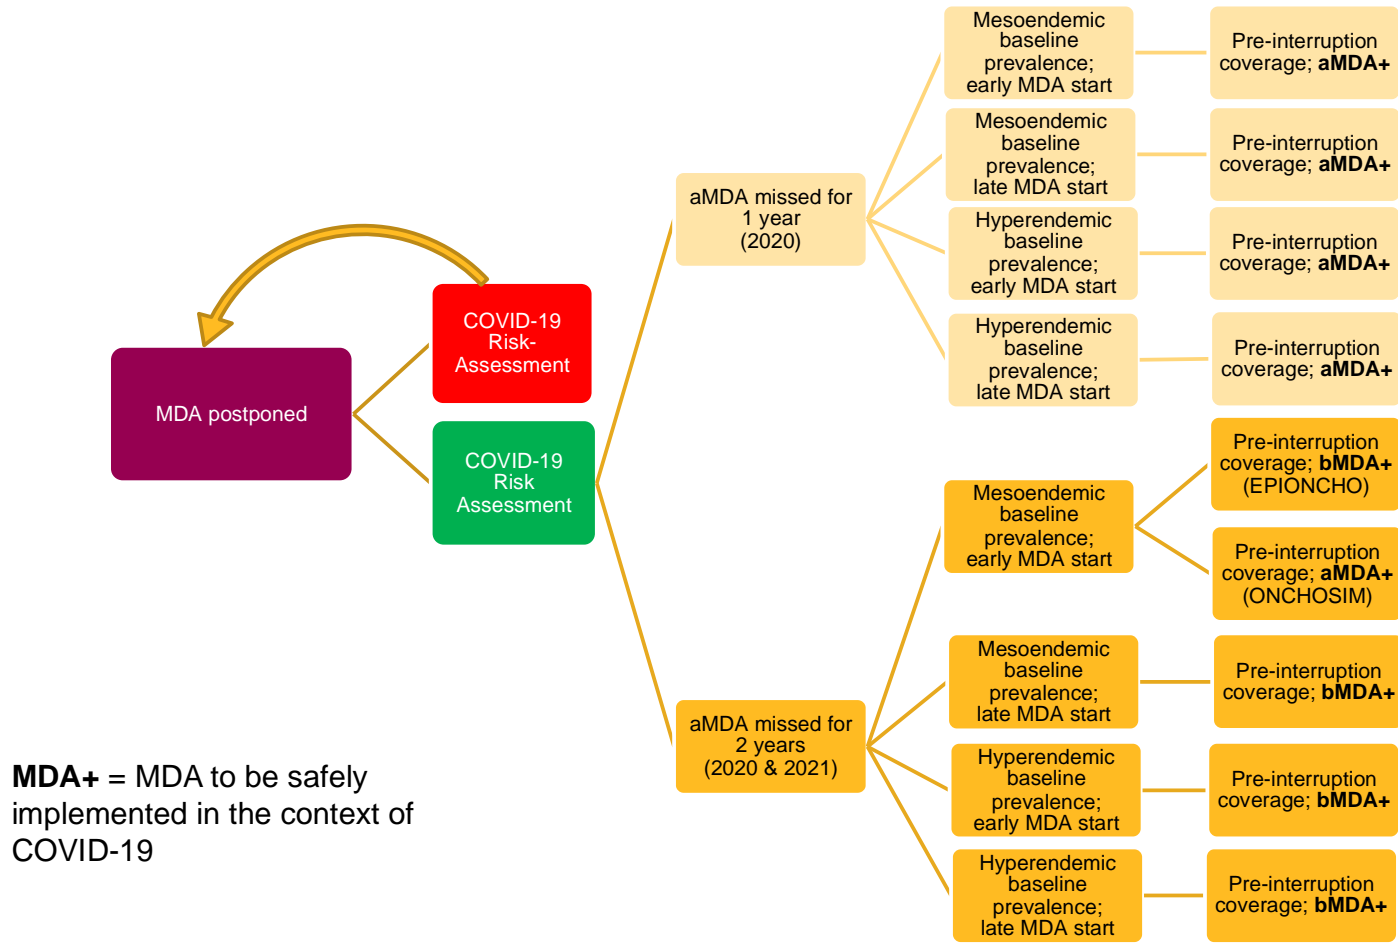 MDA postponed
COVID-19
Risk-
Assessment
COVID-19
Risk
Assessment
aMDA missed for
1 year
(2020)
Mesoendemic
baseline
prevalence;
early MDA start
Pre-interruption
coverage; aMDA+
Mesoendemic
baseline
prevalence;
late MDA start
Pre-interruption
coverage; aMDA+
Hyperendemic
baseline
prevalence;
early MDA start
Pre-interruption
coverage; aMDA+
Hyperendemic
baseline
prevalence;
late MDA start
Pre-interruption
coverage; aMDA+
aMDA missed for
2 years
(2020 & 2021)
Mesoendemic
baseline
prevalence;
early MDA start
Pre-interruption
coverage; bMDA+
(EPIONCHO)
Pre-interruption
coverage; aMDA+
(ONCHOSIM)
Mesoendemic
baseline
prevalence;
late MDA start
Pre-interruption
coverage; bMDA+
Hyperendemic
baseline
prevalence;
early MDA start
Pre-interruption
coverage; bMDA+
Hyperendemic
baseline
prevalence;
late MDA start
Pre-interruption
coverage; bMDA+
MDA+ = MDA to be safely
implemented in the context of
COVID-19